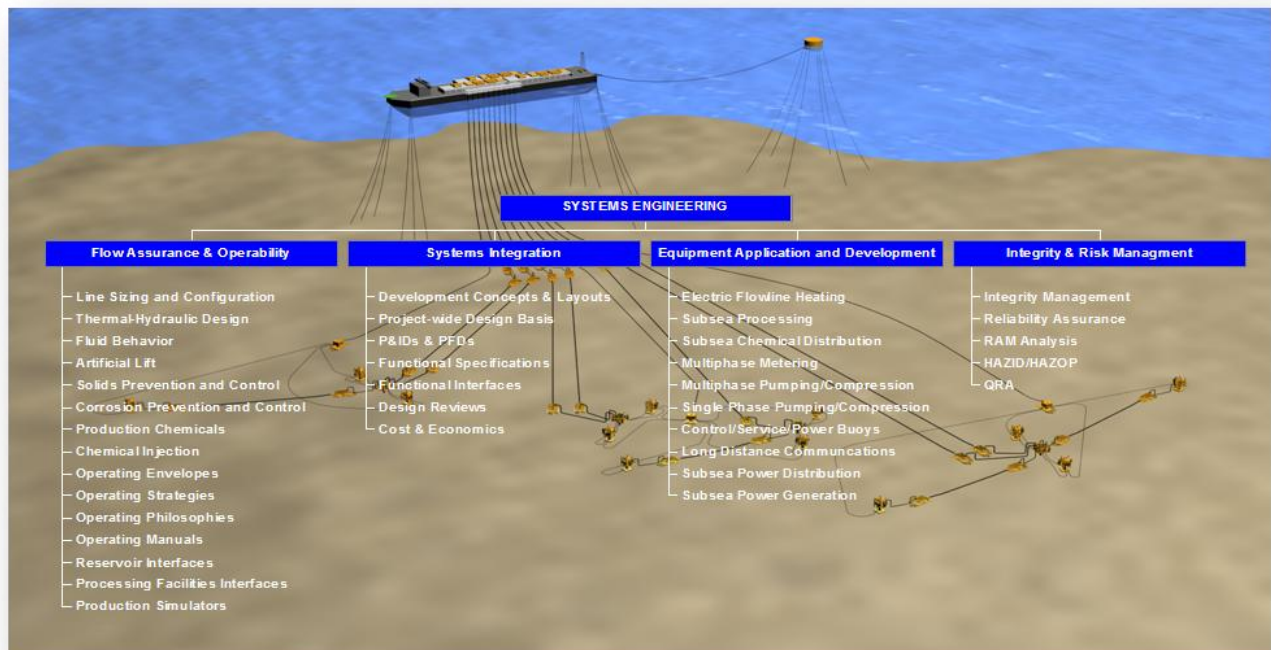 SYSTEMS ENGINEERING
Flow Assurance & Operability
Line Sizing and Configuration
Thermal-Hydraulic Design
Fluid Behavior
Artificial Lift
Solids Prevention and Control
Corrosion Prevention and Control
Production Chemicals
Chemical Injection
Operating Envelopes
Operating Strategies
Operating Philosophies
Operating Manuals
Reservoir Interfaces
Processing Facilities Interfaces
Production Simulators
Systems Integration
Development Concepts & Layouts
Project-wide Design Basis
P&IDs & PFDs
Functional Specifications
Functional Interfaces
Design Reviews
Cost & Economics
Equipment Application and Development
Electric Flowline Heating
Subsea Processing
Subsea Chemical Distribution
Multiphase Metering
Multiphase Pumping/Compression
Single Phase Pumping/Compression
Control/Service/Power Buoys
Long Distance Communcations
Subsea Power Distribution
Subsea Power Generation
Integrity & Risk Managment
Integrity Management
Reliability Assurance
RAM Analysis
HAZID/HAZOP
QRA